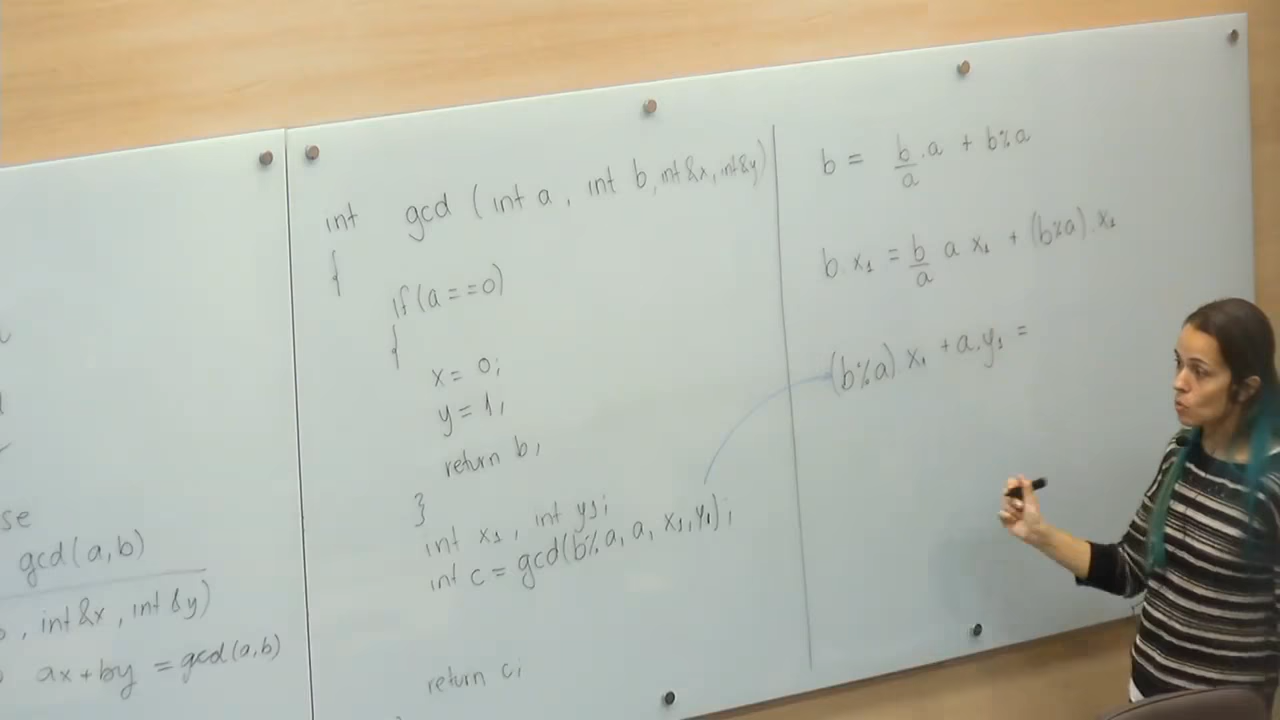 se
gcd(a,b)
, int &x, int &y)
ax+by = gcd(a,b)
int gcd (int a, int b, int &x, int &y)
{
if (a==0)
{
x = 0;
y = 1;
return b;
}
int x₁, int y₁;
int c = gcd(b%a, a, x₁, y₁);
return c;
b = b/a . a + b%a
b.x₁ = b/a a x₁ + (b%a).x₁
(b%a) x₁ + a.y₁ =